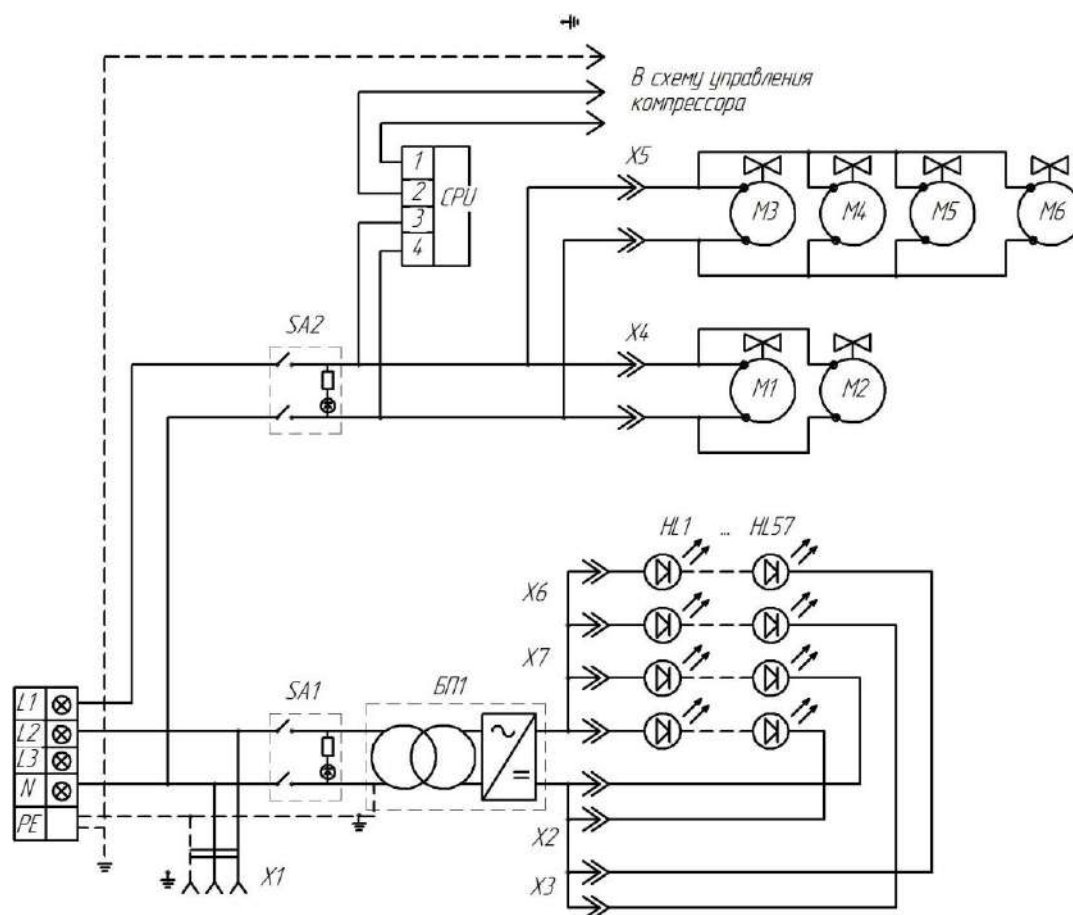 В схему управления
компрессора
1
2
3
4
CPU
X5
M3
M4
M5
M6
SA2
X4
M1
M2
HL1 ... HL57
X6
X7
SA1
БП1
L1
L2
L3
N
PE
X1
X2
X3